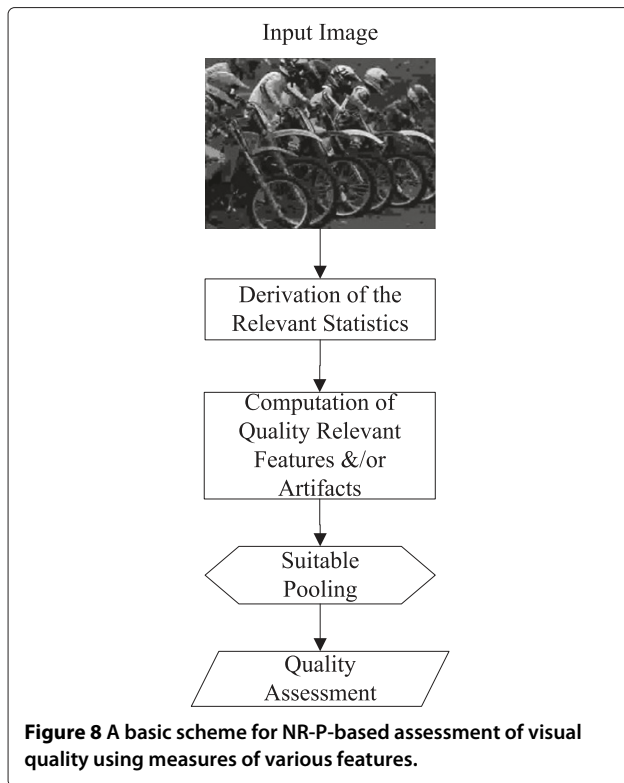 Input Image
Derivation of the
Relevant Statistics
Computation of
Quality Relevant
Features &/or
Artifacts
Suitable
Pooling
Quality
Assessment
Figure 8 A basic scheme for NR-P-based assessment of visual
quality using measures of various features.